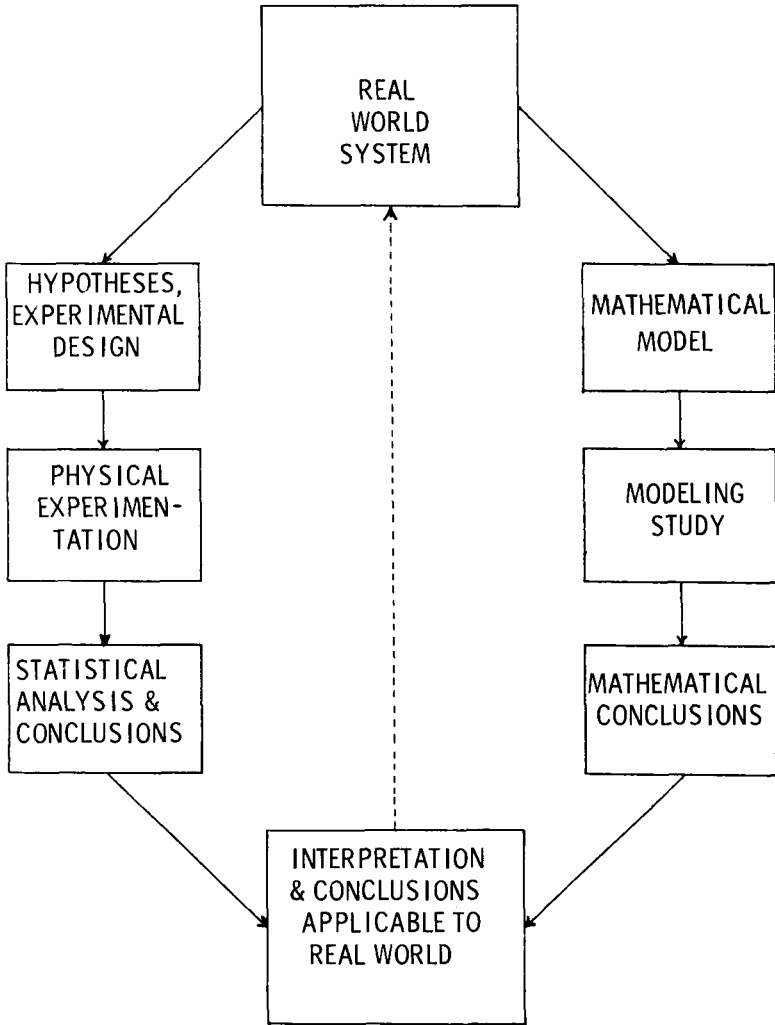 REAL
WORLD
SYSTEM
HYPOTHESES,
EXPERIMENTAL
DESIGN
PHYSICAL
EXPERIMEN-
TATION
STATISTICAL
ANALYSIS &
CONCLUSIONS
MATHEMATICAL
MODEL
MODELING
STUDY
MATHEMATICAL
CONCLUSIONS
INTERPRETATION
& CONCLUSIONS
APPLICABLE TO
REAL WORLD